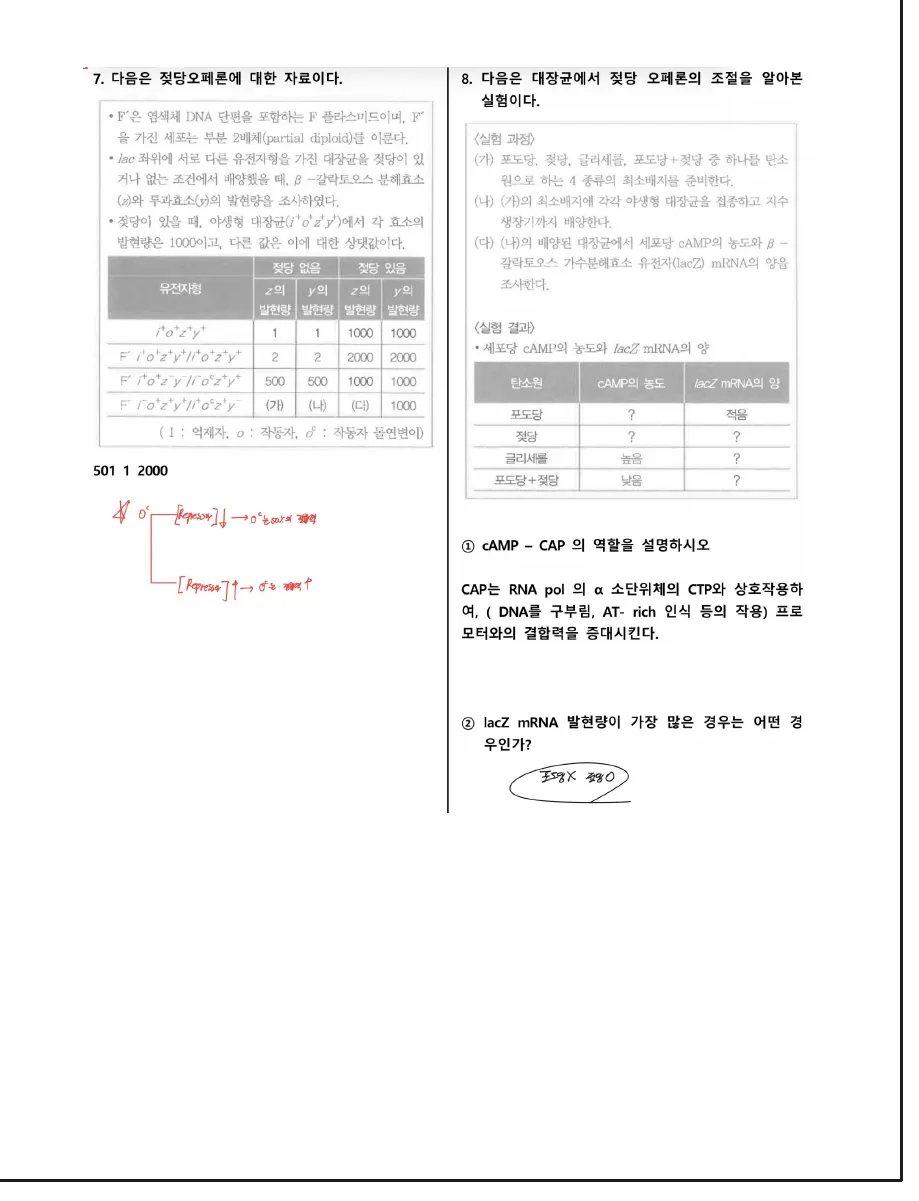 7. 다음은 젖당오페론에 대한 자료이다.
• F′은 염색체 DNA 단편을 포함하는 F 플라스미드이며, F′
을 가진 세포는 부분 2배체(partial diploid)를 이룬다.
• lac 좌위에 서로 다른 유전자형을 가진 대장균을 젖당이 있
거나 없는 조건에서 배양했을 때, β-갈락토오스 분해효소
(z)와 투과효소(y)의 발현량을 조사하였다.
• 젖당이 있을 때, 야생형 대장균(i⁺o⁺z⁺y⁺)에서 각 효소의
발현량은 1000이고, 다른 값은 이에 대한 상댓값이다.
유전자형 젖당 없음 젖당 있음
z의 발현량 y의 발현량 z의 발현량 y의 발현량
i⁺o⁺z⁺y⁺ 1 1 1000 1000
F′ i⁺o⁺z⁺y⁺/i⁺o⁺z⁺y⁺ 2 2 2000 2000
F′ i⁺o⁺z⁻y⁻/i⁻oᶜz⁺y⁺ 500 500 1000 1000
F′ i⁻o⁺z⁺y⁺/i⁺oᶜz⁺y⁻ (가) (나) (다) 1000
( I : 억제자, o : 작동자, oᶜ : 작동자 돌연변이)
501 1 2000
Oᶜ [Repressor]↓ → Oᶜ는 50%의
[Repressor]↑ → Oᶜ는 ↑
8. 다음은 대장균에서 젖당 오페론의 조절을 알아본
실험이다.
<실험 과정>
(가) 포도당, 젖당, 글리세롤, 포도당+젖당 중 하나를 탄소
원으로 하는 4 종류의 최소배지를 준비한다.
(나) (가)의 최소배지에 각각 야생형 대장균을 접종하고 지수
생장기까지 배양한다.
(다) (나)의 배양된 대장균에서 세포당 cAMP의 농도와 β-
갈락토오스 가수분해효소 유전자(lacZ) mRNA의 양을
조사한다.
<실험 결과>
• 세포당 cAMP의 농도와 lacZ mRNA의 양
탄소원 cAMP의 농도 lacZ mRNA의 양
포도당 ? 적음
젖당 ? ?
글리세롤 높음 ?
포도당+젖당 낮음 ?
① cAMP – CAP 의 역할을 설명하시오
CAP는 RNA pol 의 α 소단위체의 CTP와 상호작용하
여, ( DNA를 구부림, AT- rich 인식 등의 작용) 프로
모터와의 결합력을 증대시킨다.
② lacZ mRNA 발현량이 가장 많은 경우는 어떤 경
우인가?
포도당X 젖당O